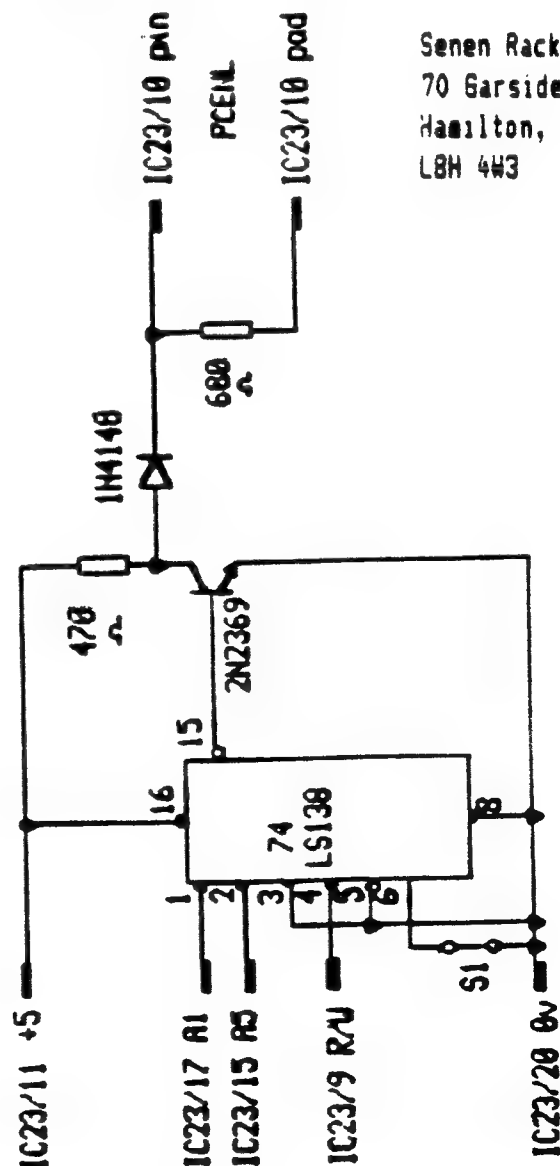 Senen Rack
70 Garside
Hamilton,
L8H 4W3
IC23/10 pin
PCENL
IC23/10 pad
1N4148
680
Ω
470
Ω
2N2369
15
16
74
LS138
8
1
2
3
4
5
6
S1
IC23/11 +5
IC23/17 A1
IC23/15 A5
IC23/9 R/W
IC23/20 0v